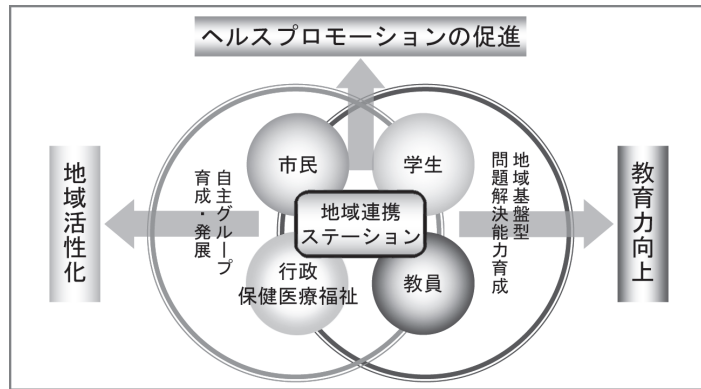 ヘルスプロモーションの促進
市民
学生
地域活性化
自主グループ
育成・発展
地域連携
ステーション
地域基盤型
問題解決能力育成
教育力向上
行政
保健医療福祉
教員